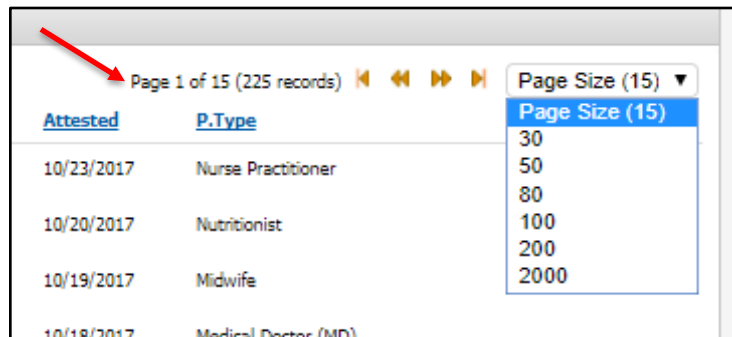 Page 1 of 15 (225 records) Page Size (15)
Attested P.Type
Page Size (15)
30
50
80
100
200
2000
10/23/2017 Nurse Practitioner
10/20/2017 Nutritionist
10/19/2017 Midwife
10/18/2017 Medical Doctor (MD)